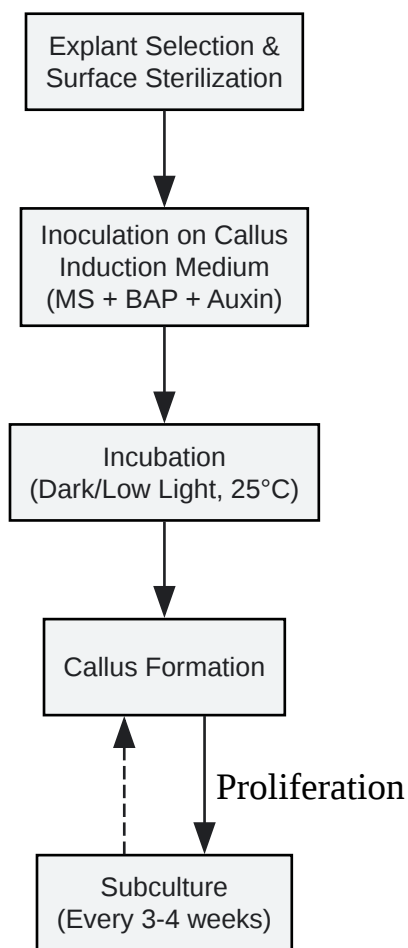 Explant Selection &
Surface Sterilization
Inoculation on Callus
Induction Medium
(MS + BAP + Auxin)
Incubation
(Dark/Low Light, 25°C)
Callus Formation
Proliferation
Subculture
(Every 3-4 weeks)